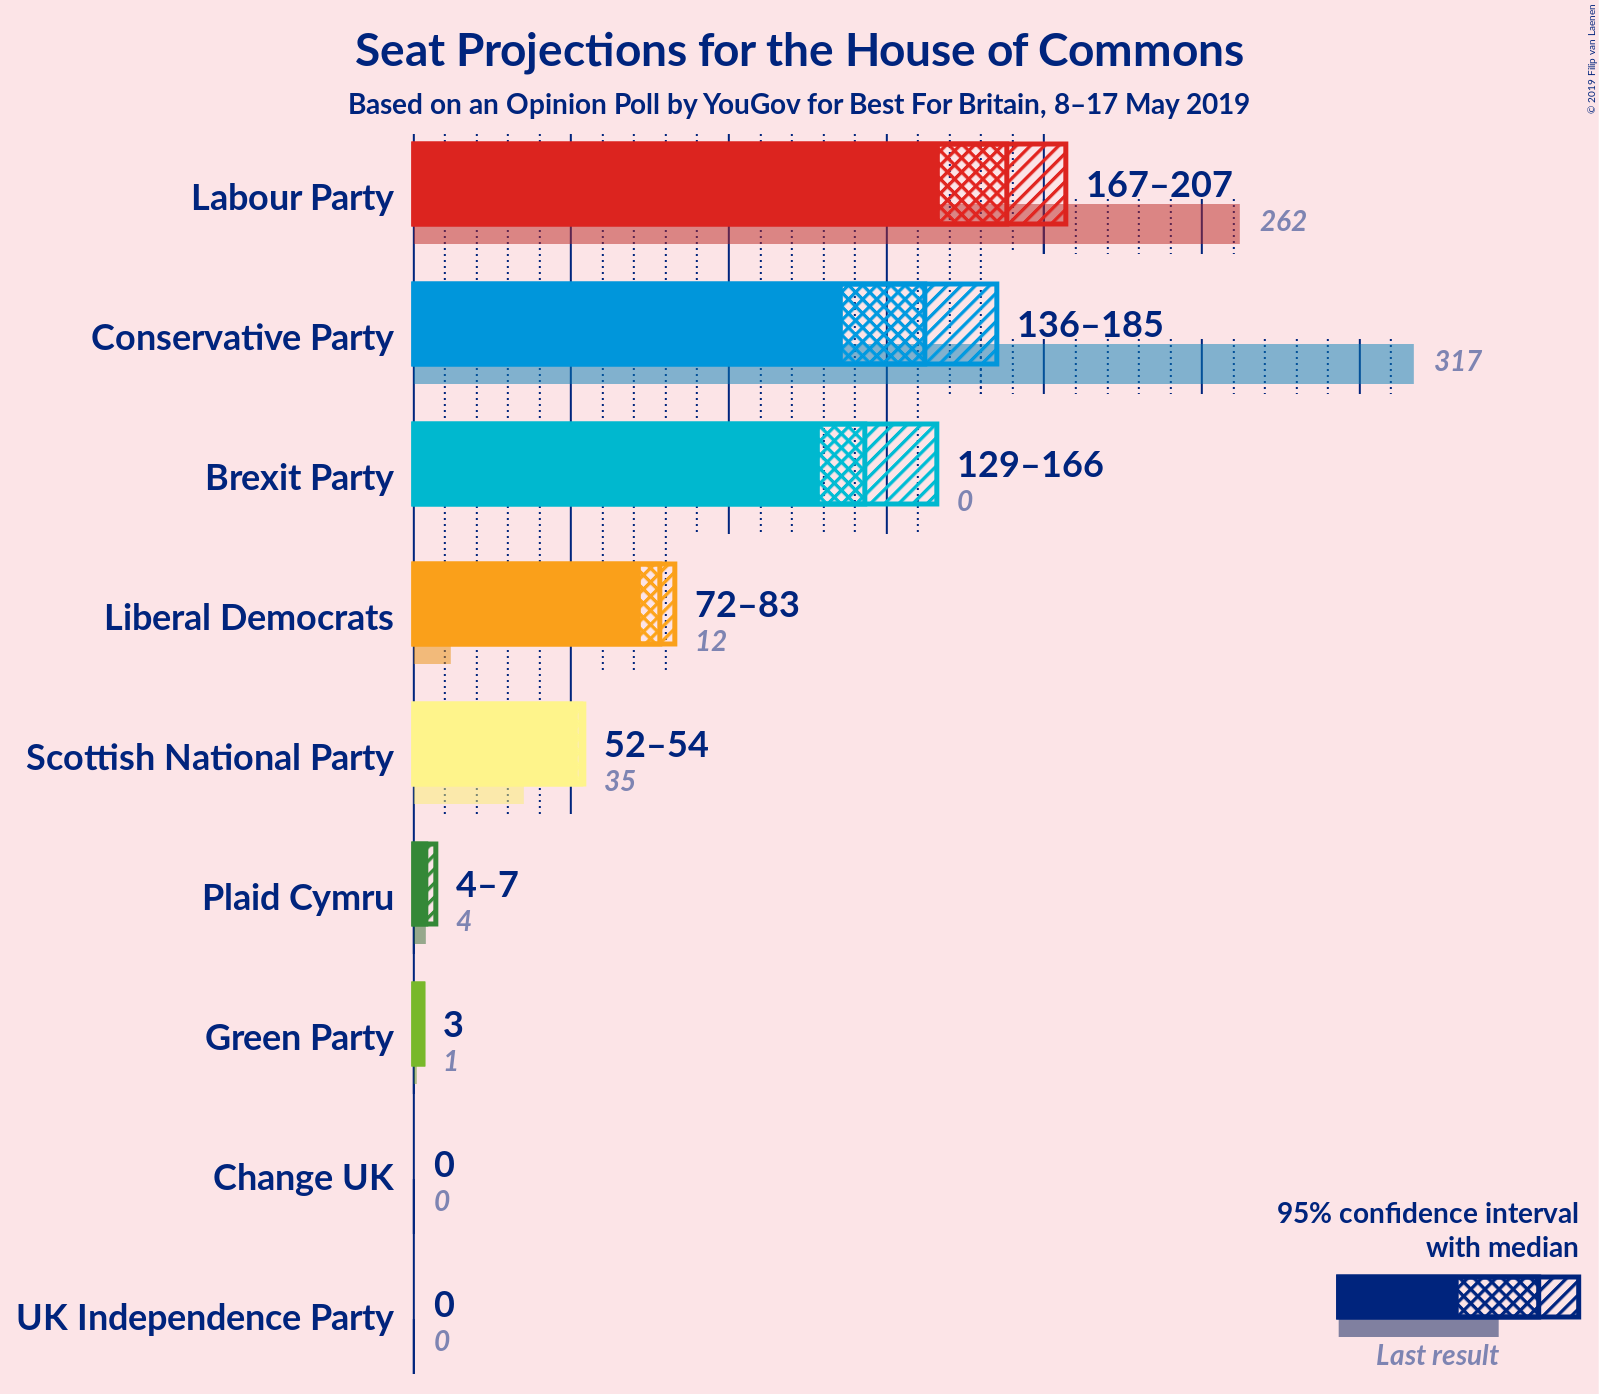 © 2019 Filip van Laenen
Seat Projections for the House of Commons
Based on an Opinion Poll by YouGov for Best For Britain, 8–17 May 2019
Labour Party
167–207
262
Conservative Party
136–185
317
Brexit Party
129–166
0
Liberal Democrats
72–83
12
Scottish National Party
52–54
35
Plaid Cymru
4–7
4
Green Party
3
1
Change UK
0
0
UK Independence Party
0
0
95% confidence interval
with median
Last result